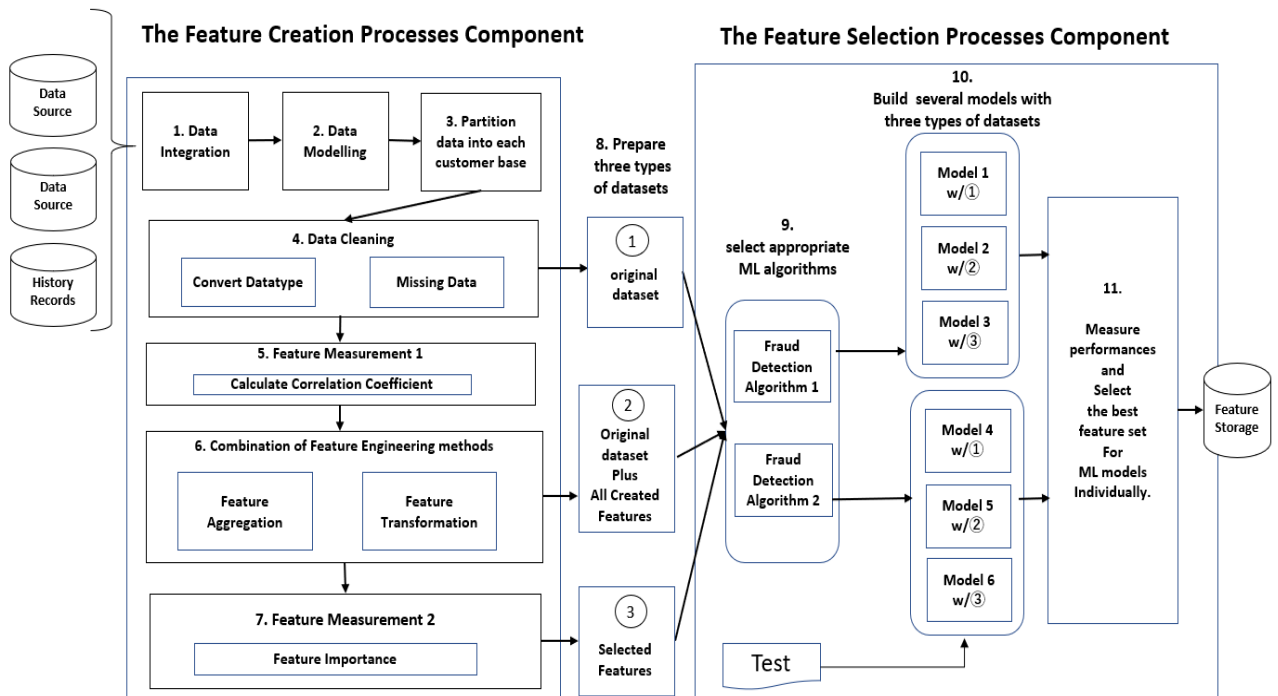 The Feature Creation Processes Component
The Feature Selection Processes Component
Data
Source
Data
Source
History
Records
1. Data
Integration
2. Data
Modelling
3. Partition
data into each
customer base
4. Data Cleaning
Convert Datatype
Missing Data
5. Feature Measurement 1
Calculate Correlation Coefficient
6. Combination of Feature Engineering methods
Feature
Aggregation
Feature
Transformation
7. Feature Measurement 2
Feature Importance
8. Prepare
three types
of datasets
1
original
dataset
2
Original
dataset
Plus
All Created
Features
3
Selected
Features
9.
select appropriate
ML algorithms
Fraud
Detection
Algorithm 1
Fraud
Detection
Algorithm 2
10.
Build several models with
three types of datasets
Model 1
w/①
Model 2
w/②
Model 3
w/③
Model 4
w/①
Model 5
w/②
Model 6
w/③
Test
11.
Measure
performances
and
Select
the best
feature set
For
ML models
Individually.
Feature
Storage